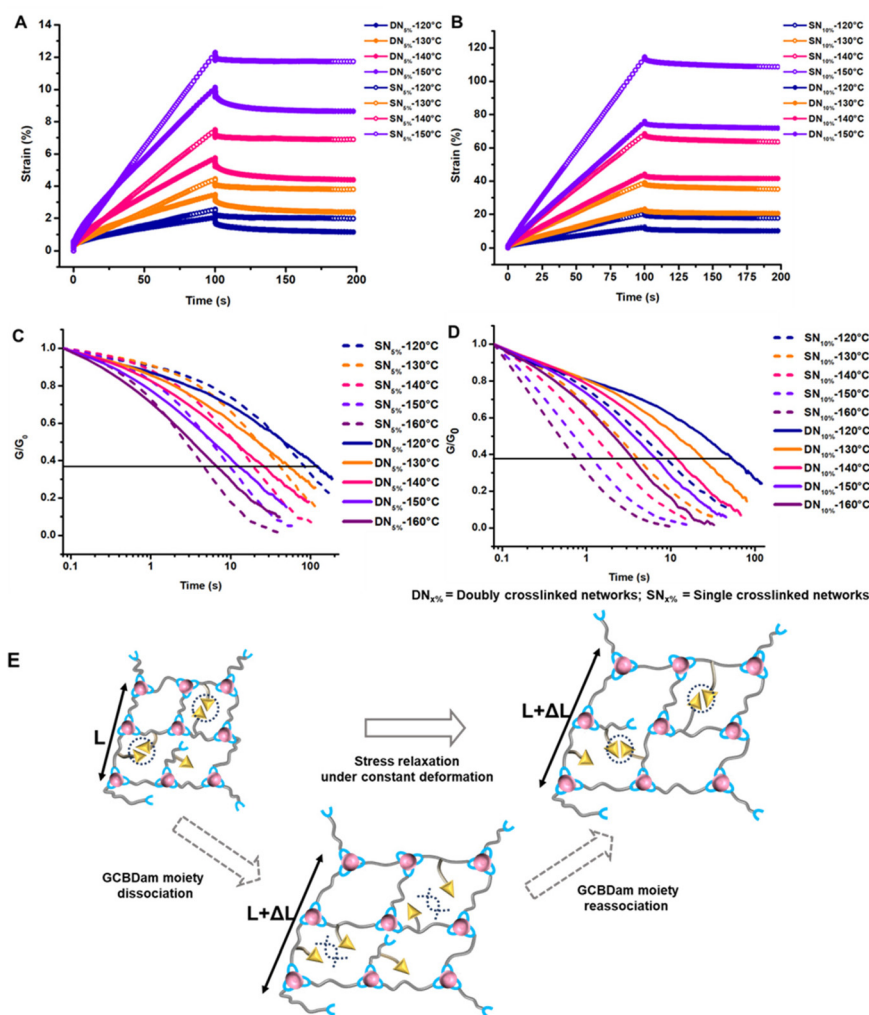 A
Strain (%)
14
12
10
8
6
4
2
0
0 50 100 150 200
Time (s)
DN5%-120°C
DN5%-130°C
DN5%-140°C
DN5%-150°C
SN5%-120°C
SN5%-130°C
SN5%-140°C
SN5%-150°C
B
Strain (%)
120
100
80
60
40
20
0
0 25 50 75 100 125 150 175 200
Time (s)
SN10%-120°C
SN10%-130°C
SN10%-140°C
SN10%-150°C
DN10%-120°C
DN10%-130°C
DN10%-140°C
DN10%-150°C
C
G/G0
1.0
0.8
0.6
0.4
0.2
0.0
0.1 1 10 100
Time (s)
SN5%-120°C
SN5%-130°C
SN5%-140°C
SN5%-150°C
SN5%-160°C
DN5%-120°C
DN5%-130°C
DN5%-140°C
DN5%-150°C
DN5%-160°C
D
G/G0
1.0
0.8
0.6
0.4
0.2
0.0
0.1 1 10 100
Time (s)
SN10%-120°C
SN10%-130°C
SN10%-140°C
SN10%-150°C
SN10%-160°C
DN10%-120°C
DN10%-130°C
DN10%-140°C
DN10%-150°C
DN10%-160°C
DNx% = Doubly crosslinked networks; SNx% = Single crosslinked networks
E
L
Stress relaxation
under constant deformation
L+ΔL
GCBDam moiety
dissociation
L+ΔL
GCBDam moiety
reassociation